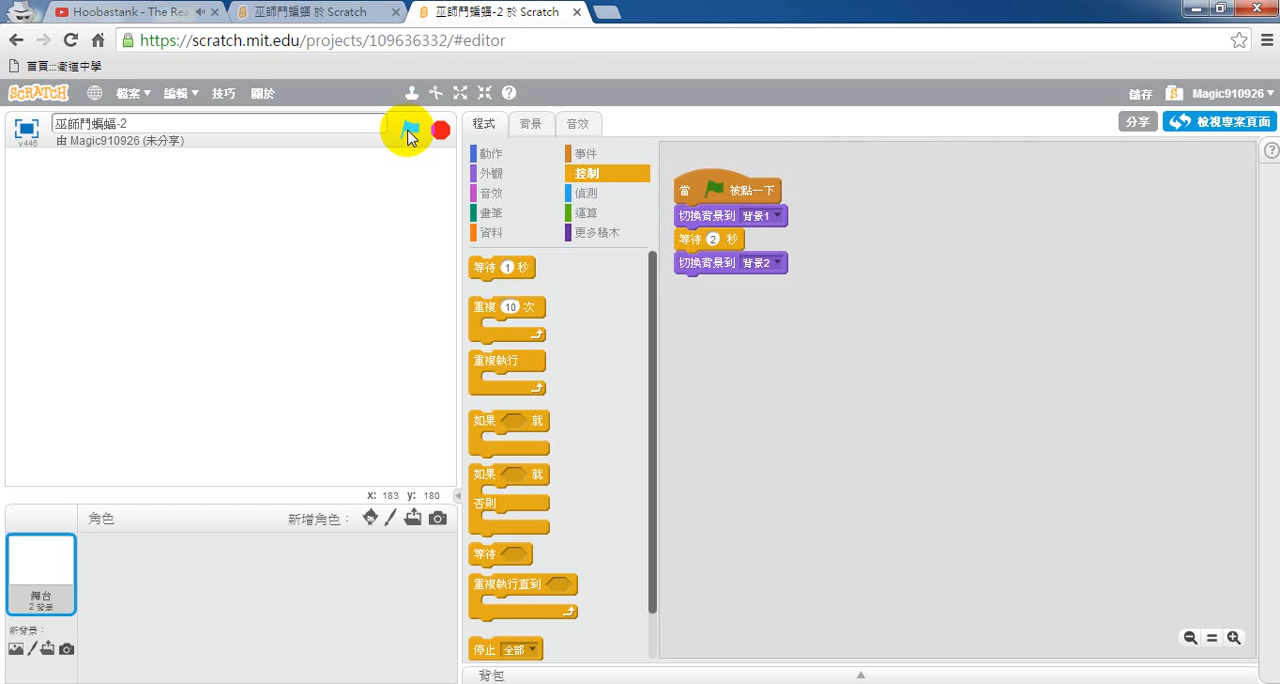 Hoobastank - The Rea
巫師鬥蝙蝠 於 Scratch
巫師鬥蝙蝠-2 於 Scratch
https://scratch.mit.edu/projects/109636332/#editor
首頁:::衛道中學
SCRATCH 檔案 編輯 技巧 關於 儲存 Magic910926
巫師鬥蝙蝠-2
由 Magic910926 (未分享)
v446
程式 背景 音效
分享 檢視專案頁面
動作 事件
外觀 控制
音效 偵測
畫筆 運算
資料 更多積木
等待 1 秒
重複 10 次
重複執行
如果 就
如果 就
否則
等待
重複執行直到
停止 全部
當 被點一下
切換背景到 背景1
等待 2 秒
切換背景到 背景2
x: 183 y: 180
角色 新增角色:
舞台
2 背景
新背景:
背包